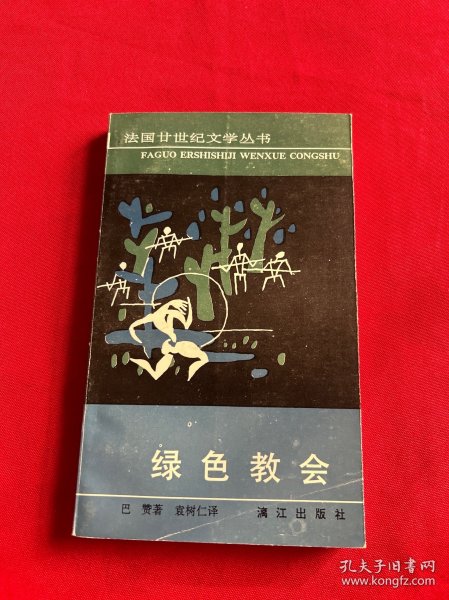 法国廿世纪文学丛书
FAGUO ERSHISHIJI WENXUE CONGSHU
绿色教会
巴 赞著 袁树仁译 漓江出版社
孔夫子旧书网
www.kongfz.com